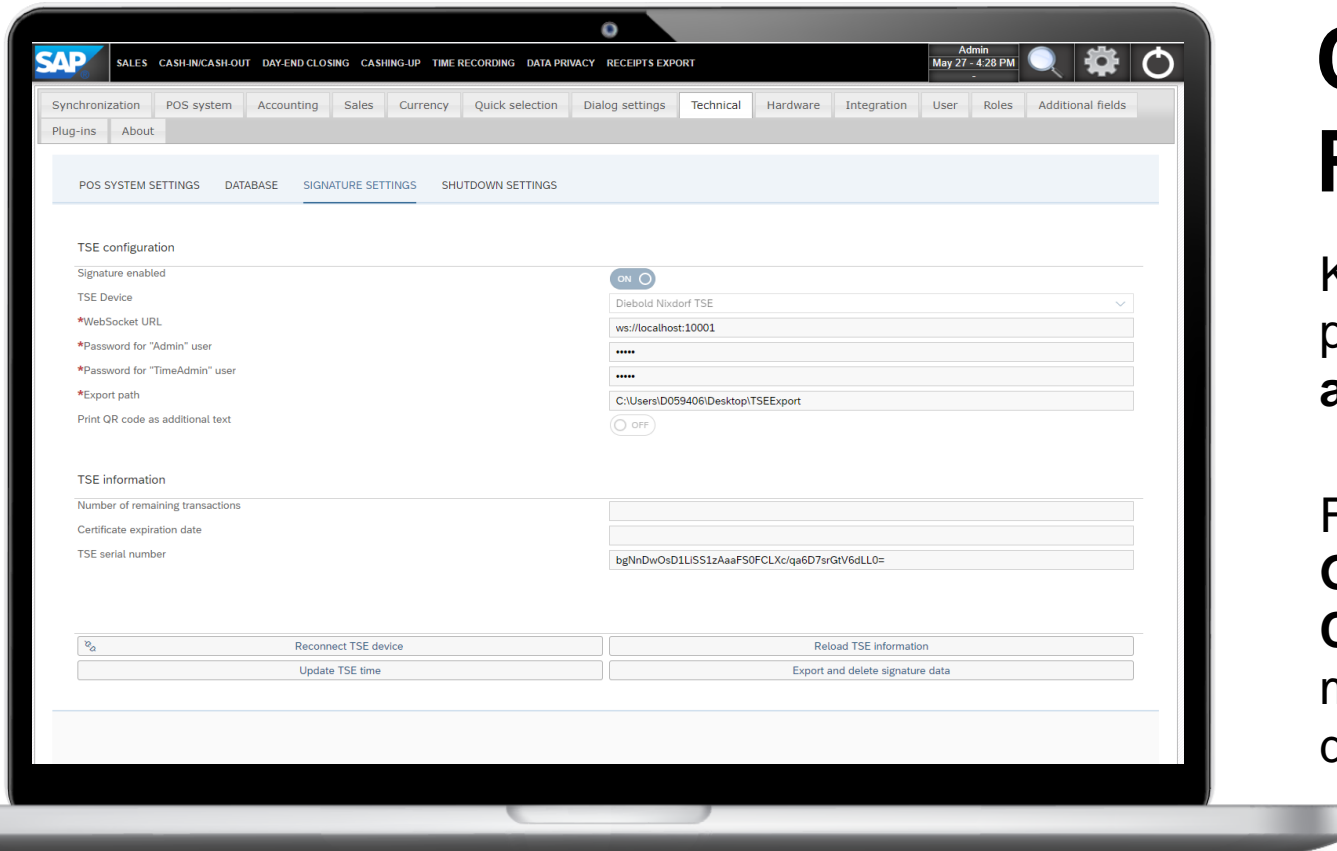 SAP
SALES CASH-IN/CASH-OUT DAY-END CLOSING CASHING-UP TIME RECORDING DATA PRIVACY RECEIPTS EXPORT
Admin
May 27 - 4:28 PM
-
Synchronization POS system Accounting Sales Currency Quick selection Dialog settings Technical Hardware Integration User Roles Additional fields
Plug-ins About
POS SYSTEM SETTINGS DATABASE SIGNATURE SETTINGS SHUTDOWN SETTINGS
TSE configuration
Signature enabled ON
TSE Device Diebold Nixdorf TSE
*WebSocket URL ws://localhost:10001
*Password for "Admin" user •••••
*Password for "TimeAdmin" user •••••
*Export path C:\Users\D059406\Desktop\TSEExport
Print QR code as additional text OFF
TSE information
Number of remaining transactions
Certificate expiration date
TSE serial number bgNnDwOsD1LiSS1zAaaFS0FCLXc/qa6D7srGtV6dLL0=
Reconnect TSE device Reload TSE information
Update TSE time Export and delete signature data